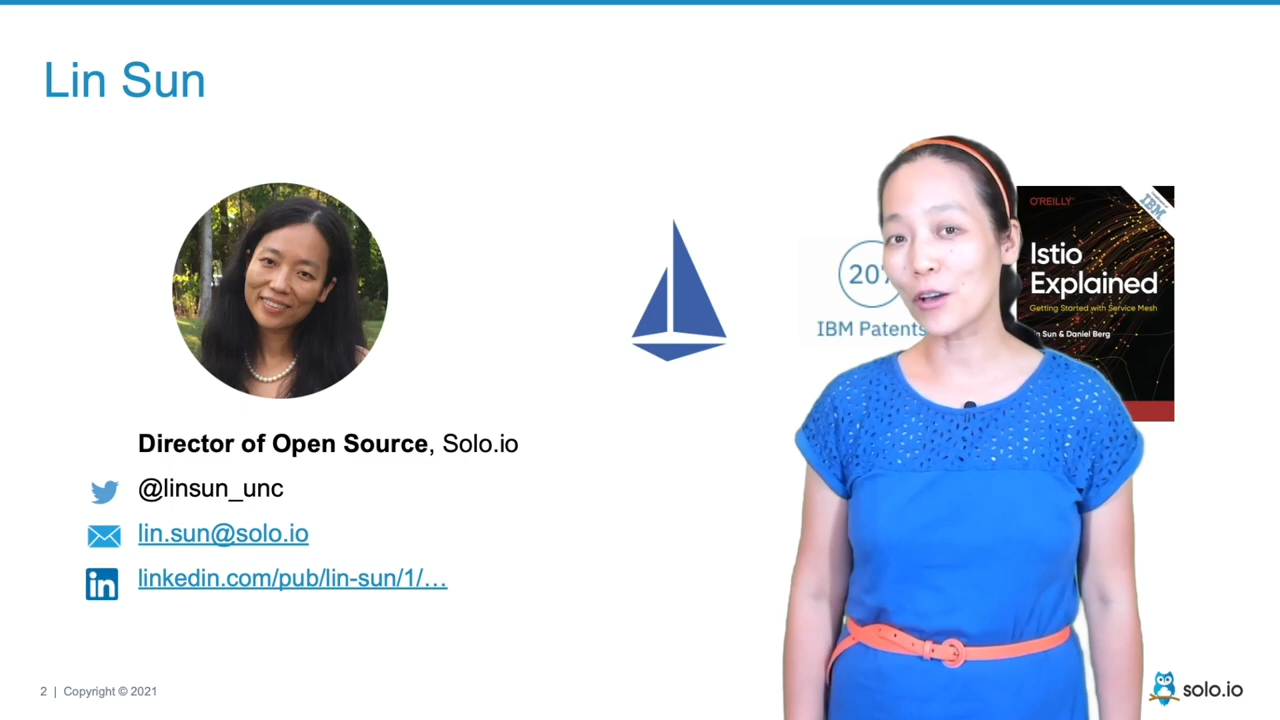 Lin Sun
O'REILLY
IBM
Istio
Explained
Getting Started with Service Mesh
Sun & Daniel Berg
IBM Patents
Director of Open Source, Solo.io
@linsun_unc
lin.sun@solo.io
linkedin.com/pub/lin-sun/1/…
in
2 | Copyright © 2021
solo.io